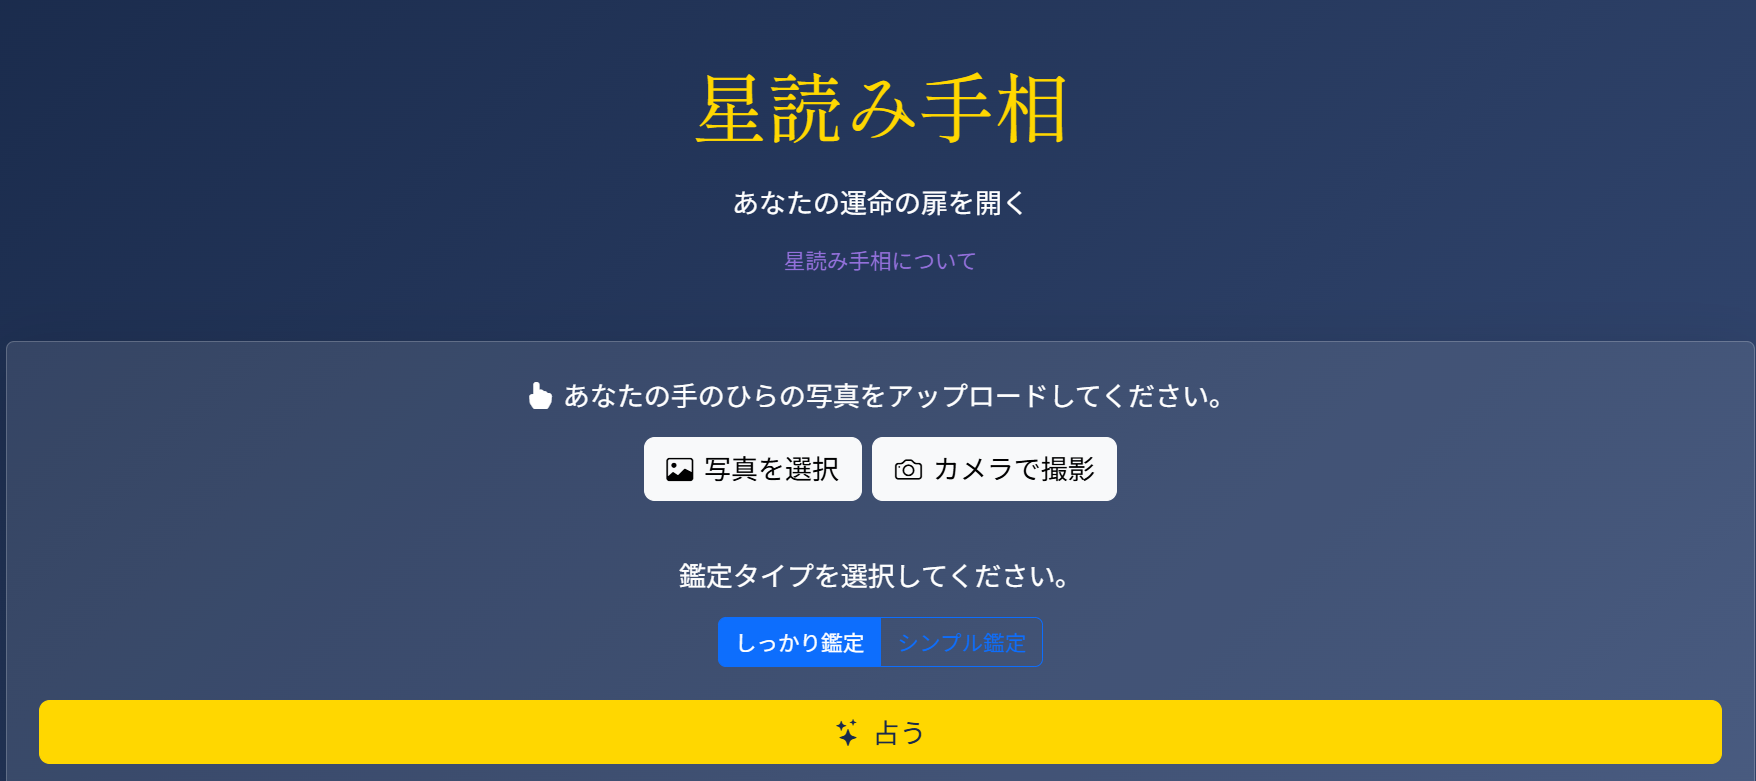 星読み手相
あなたの運命の扉を開く
星読み手相について
あなたの手のひらの写真をアップロードしてください。
写真を選択 カメラで撮影
鑑定タイプを選択してください。
しっかり鑑定 シンプル鑑定
占う